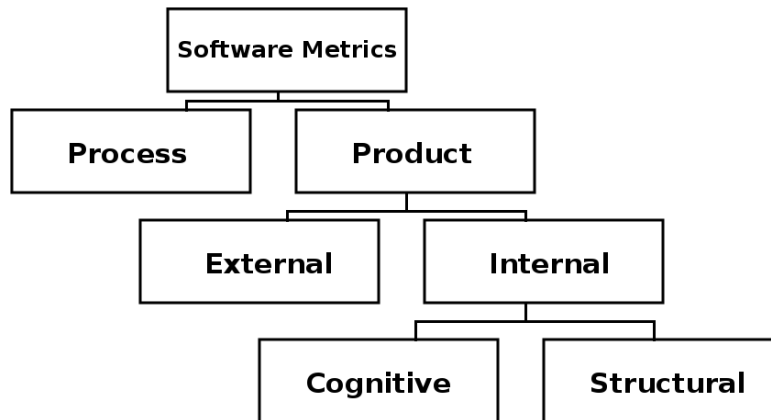 Software Metrics
Process
Product
External
Internal
Cognitive
Structural